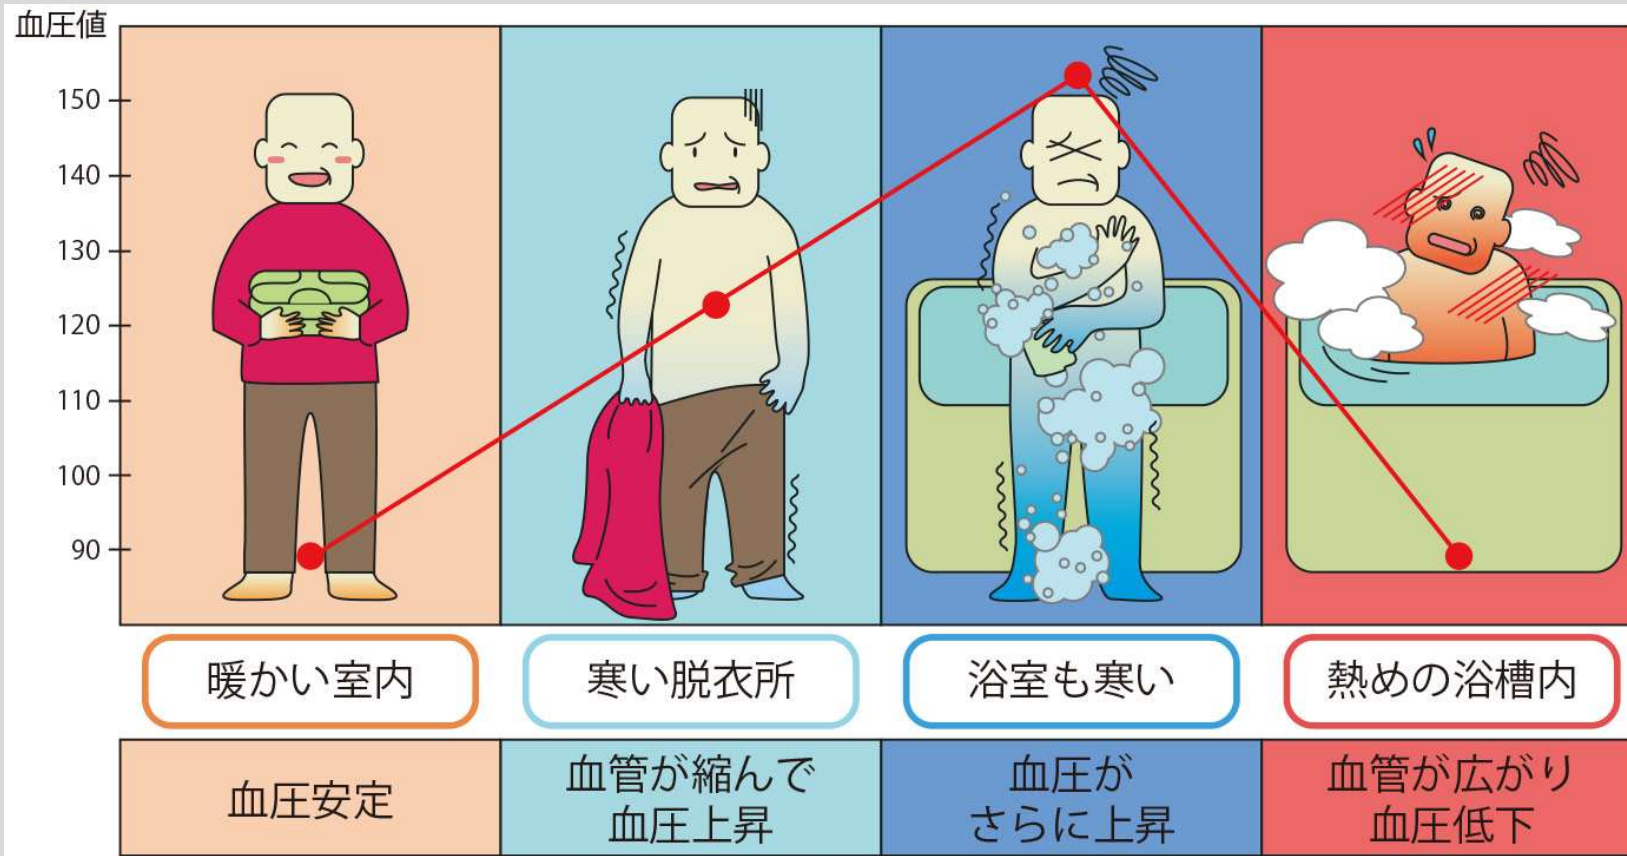 血圧値
150
140
130
120
110
100
90
暖かい室内
寒い脱衣所
浴室も寒い
熱めの浴槽内
血圧安定
血管が縮んで
血圧上昇
血圧が
さらに上昇
血管が広がり
血圧低下